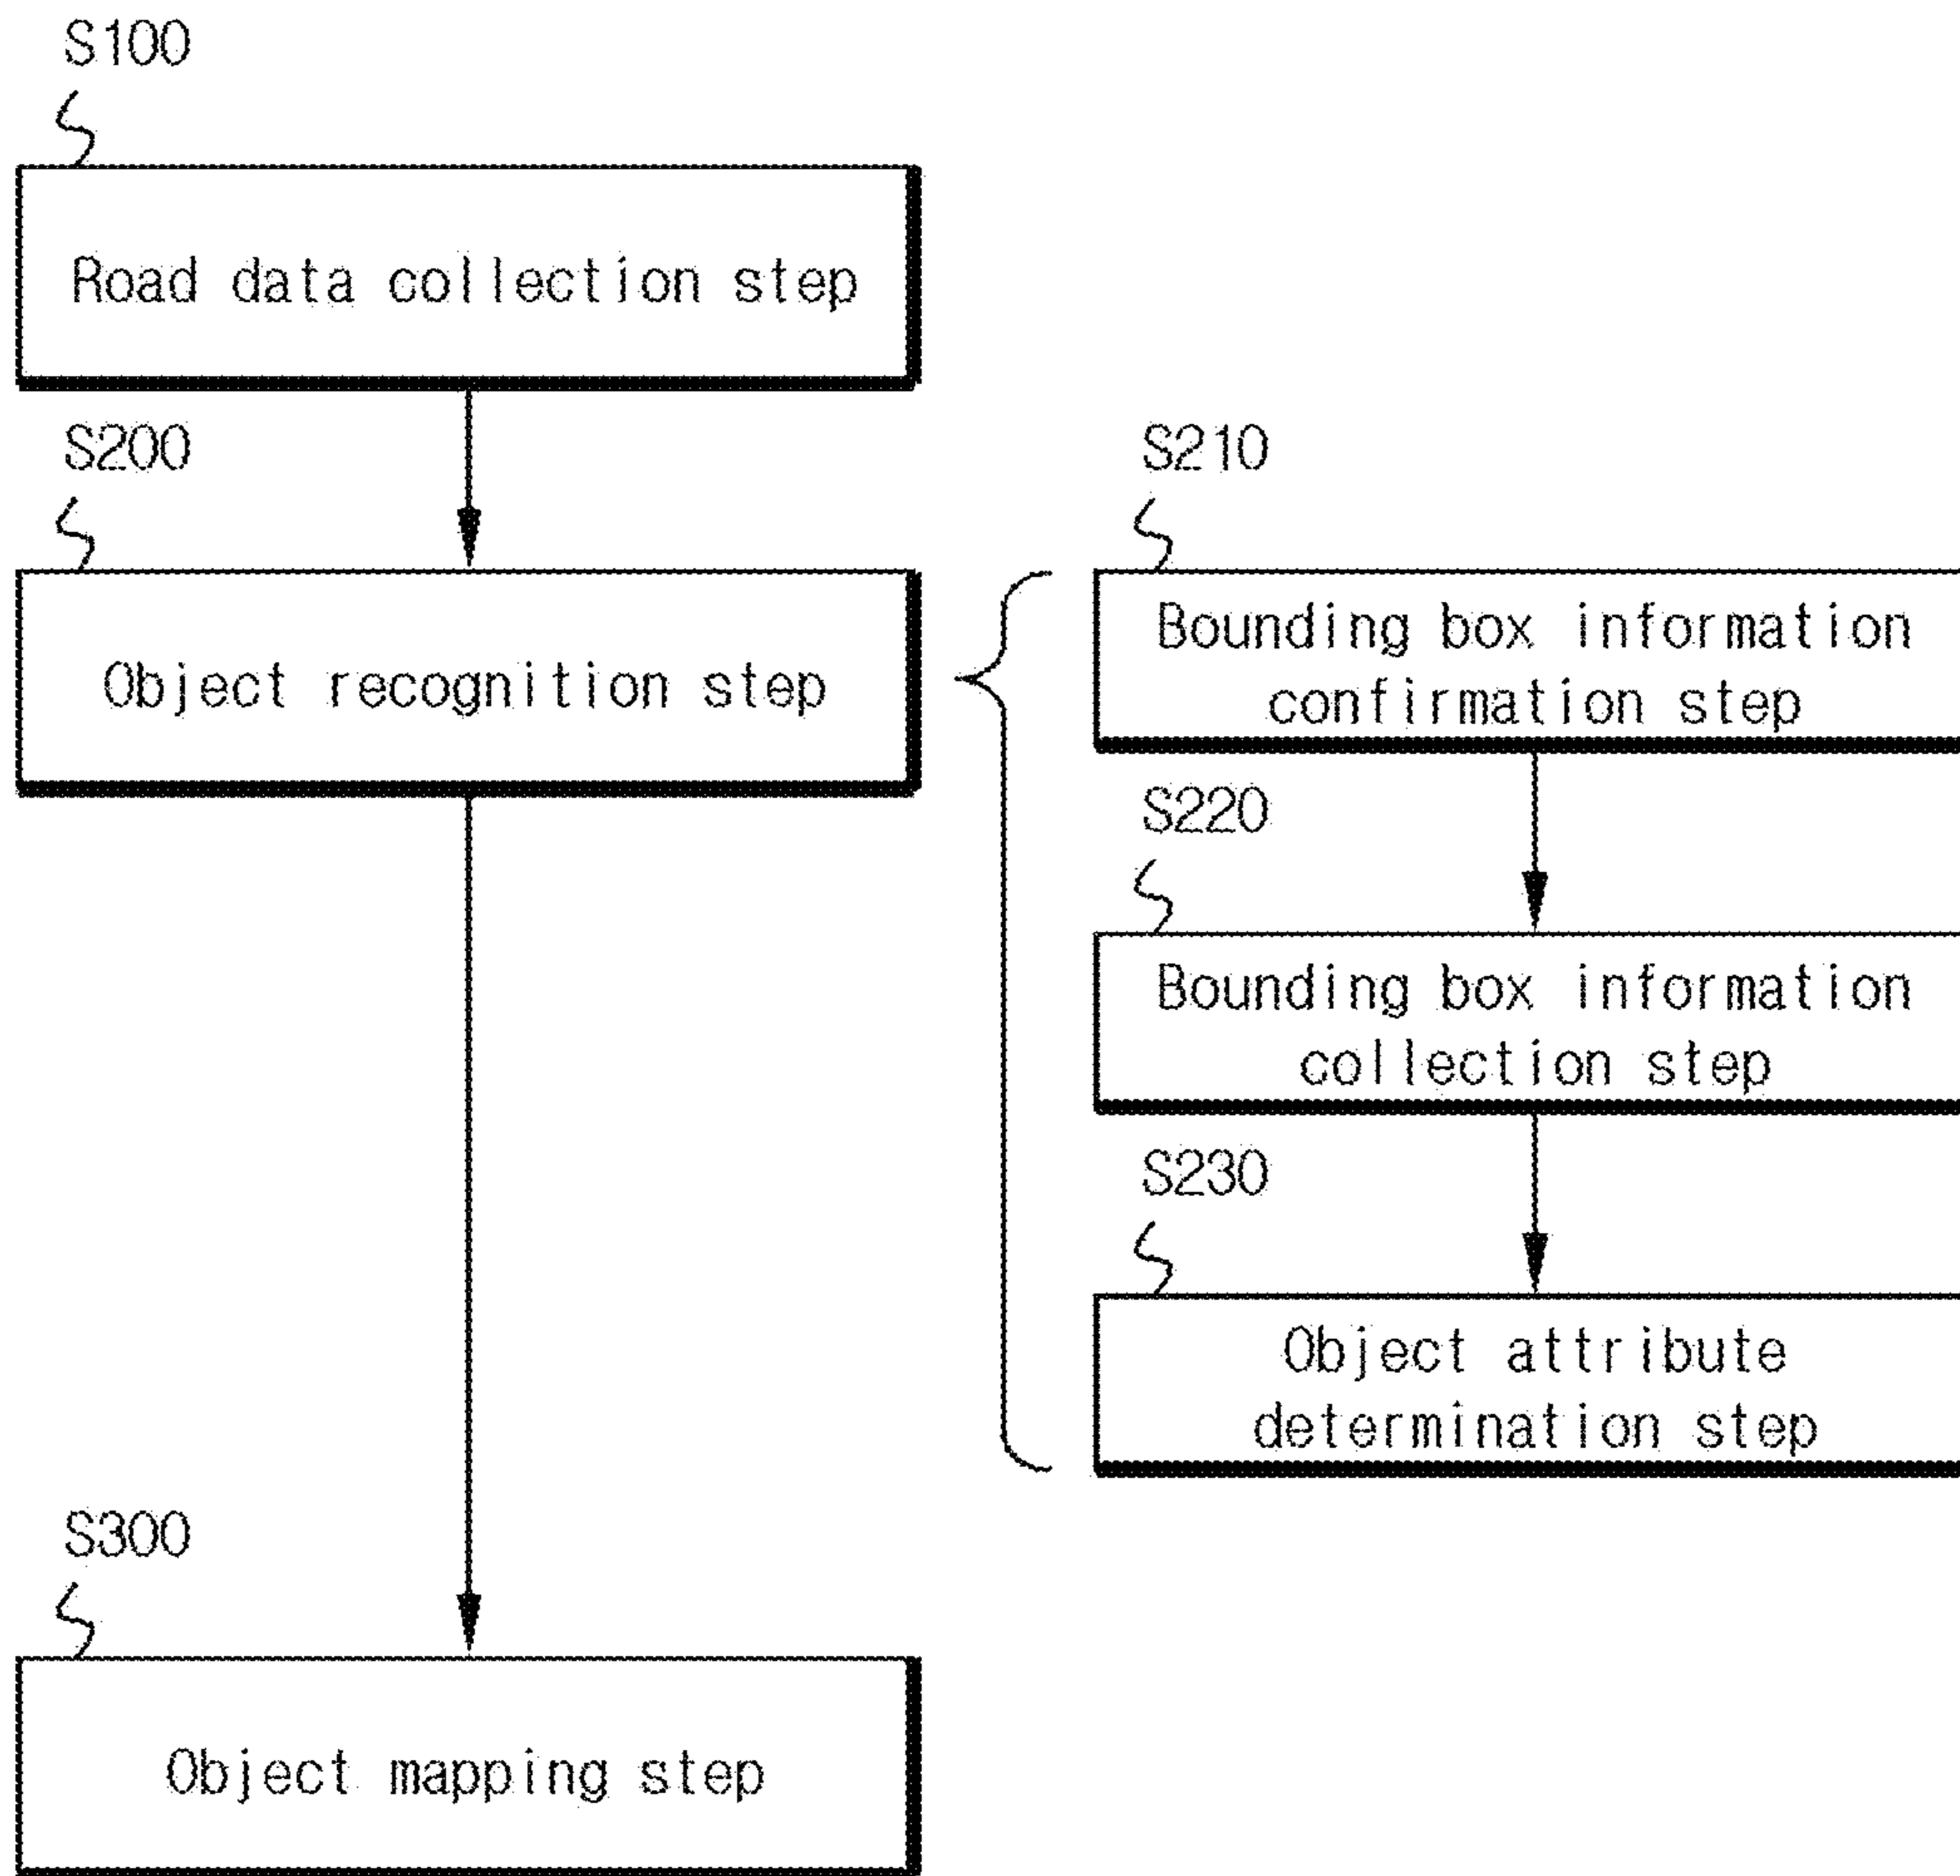 S100
Road data collection step
S200
Object recognition step
S210
Bounding box information
confirmation step
S220
Bounding box information
collection step
S230
Object attribute
determination step
S300
Object mapping step